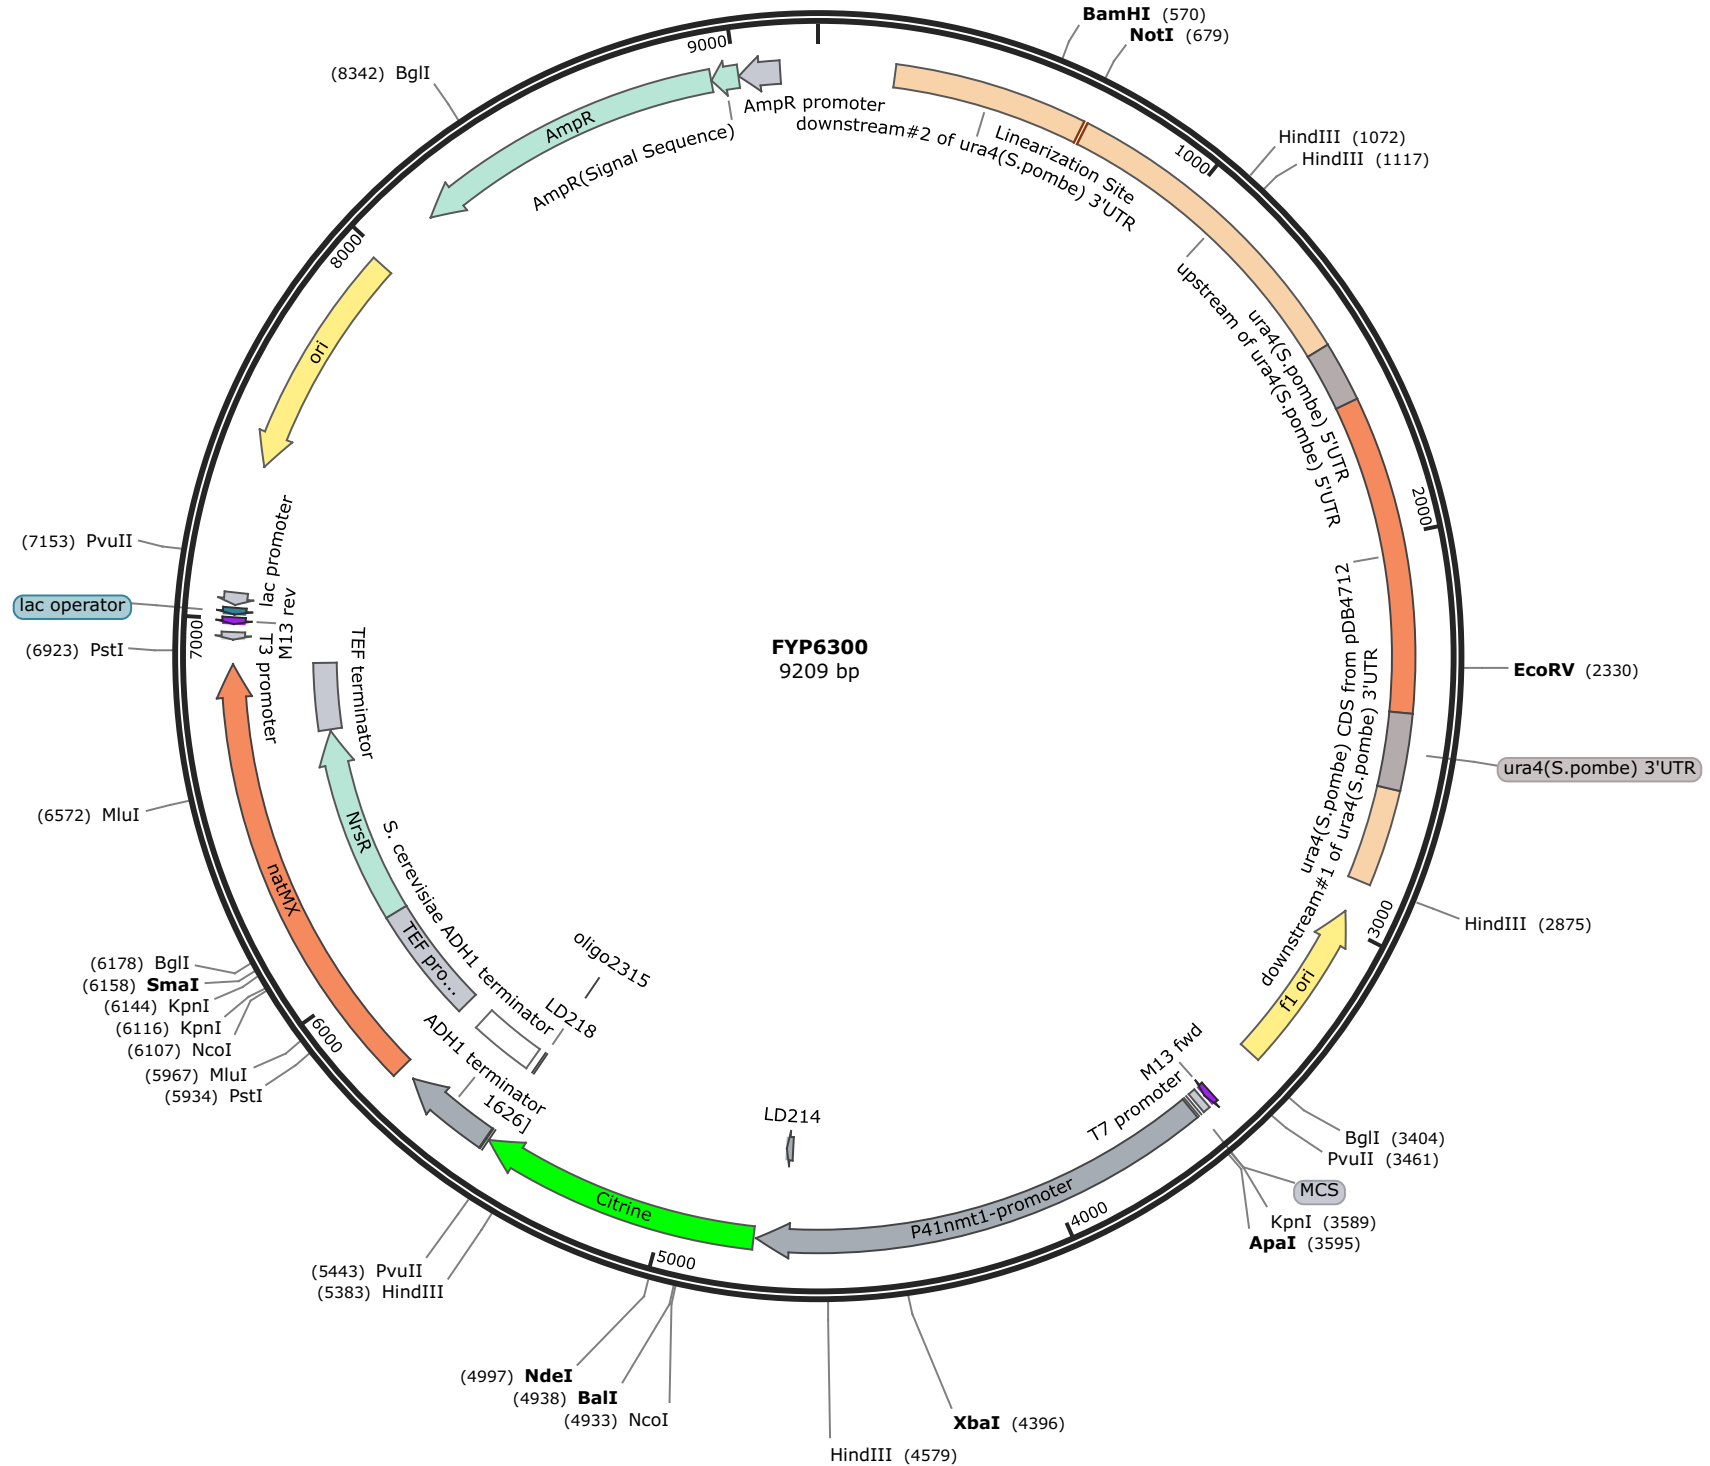 BamHI (570)
NotI (679)
9000
(8342) BglI
AmpR
AmpR promoter
AmpR(Signal Sequence)
downstream#2 of ura4(S.pombe) 3'UTR
Linearization Site
1000
HindIII (1072)
HindIII (1117)
8000
upstream of ura4(S.pombe) 5'UTR
ura4(S.pombe) 5'UTR
ori
2000
(7153) PvuII
lac promoter
lac operator
M13 rev
7000
T3 promoter
(6923) PstI
TEF terminator
FYP6300
9209 bp
ura4(S.pombe) CDS from pDB4712
EcoRV (2330)
ura4(S.pombe) 3'UTR
downstream#1 of ura4(S.pombe) 3'UTR
(6572) MluI
NrsR
S. cerevisiae ADH1 terminator
natMX
TEF pro...
HindIII (2875)
3000
f1 ori
oligo2315
LD218
(6178) BglI
(6158) SmaI
(6144) KpnI
(6116) KpnI
(6107) NcoI
6000
(5967) MluI
(5934) PstI
ADH1 terminator
1626]
LD214
M13 fwd
T7 promoter
BglI (3404)
PvuII (3461)
MCS
KpnI (3589)
ApaI (3595)
P41nmt1-promoter
4000
Citrine
5000
(5443) PvuII
(5383) HindIII
(4997) NdeI
(4938) BalI
(4933) NcoI
XbaI (4396)
HindIII (4579)